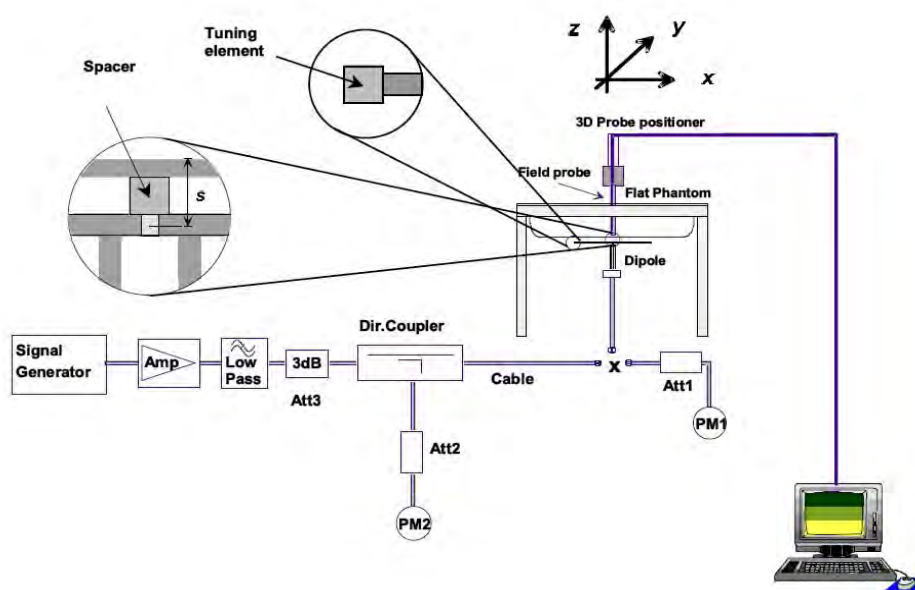 Tuning
element
Spacer
s
z
y
x
3D Probe positioner
Field probe
Flat Phantom
Dipole
Signal
Generator
Amp
Low
Pass
3dB
Att3
Dir.Coupler
Cable
x
Att1
PM1
Att2
PM2